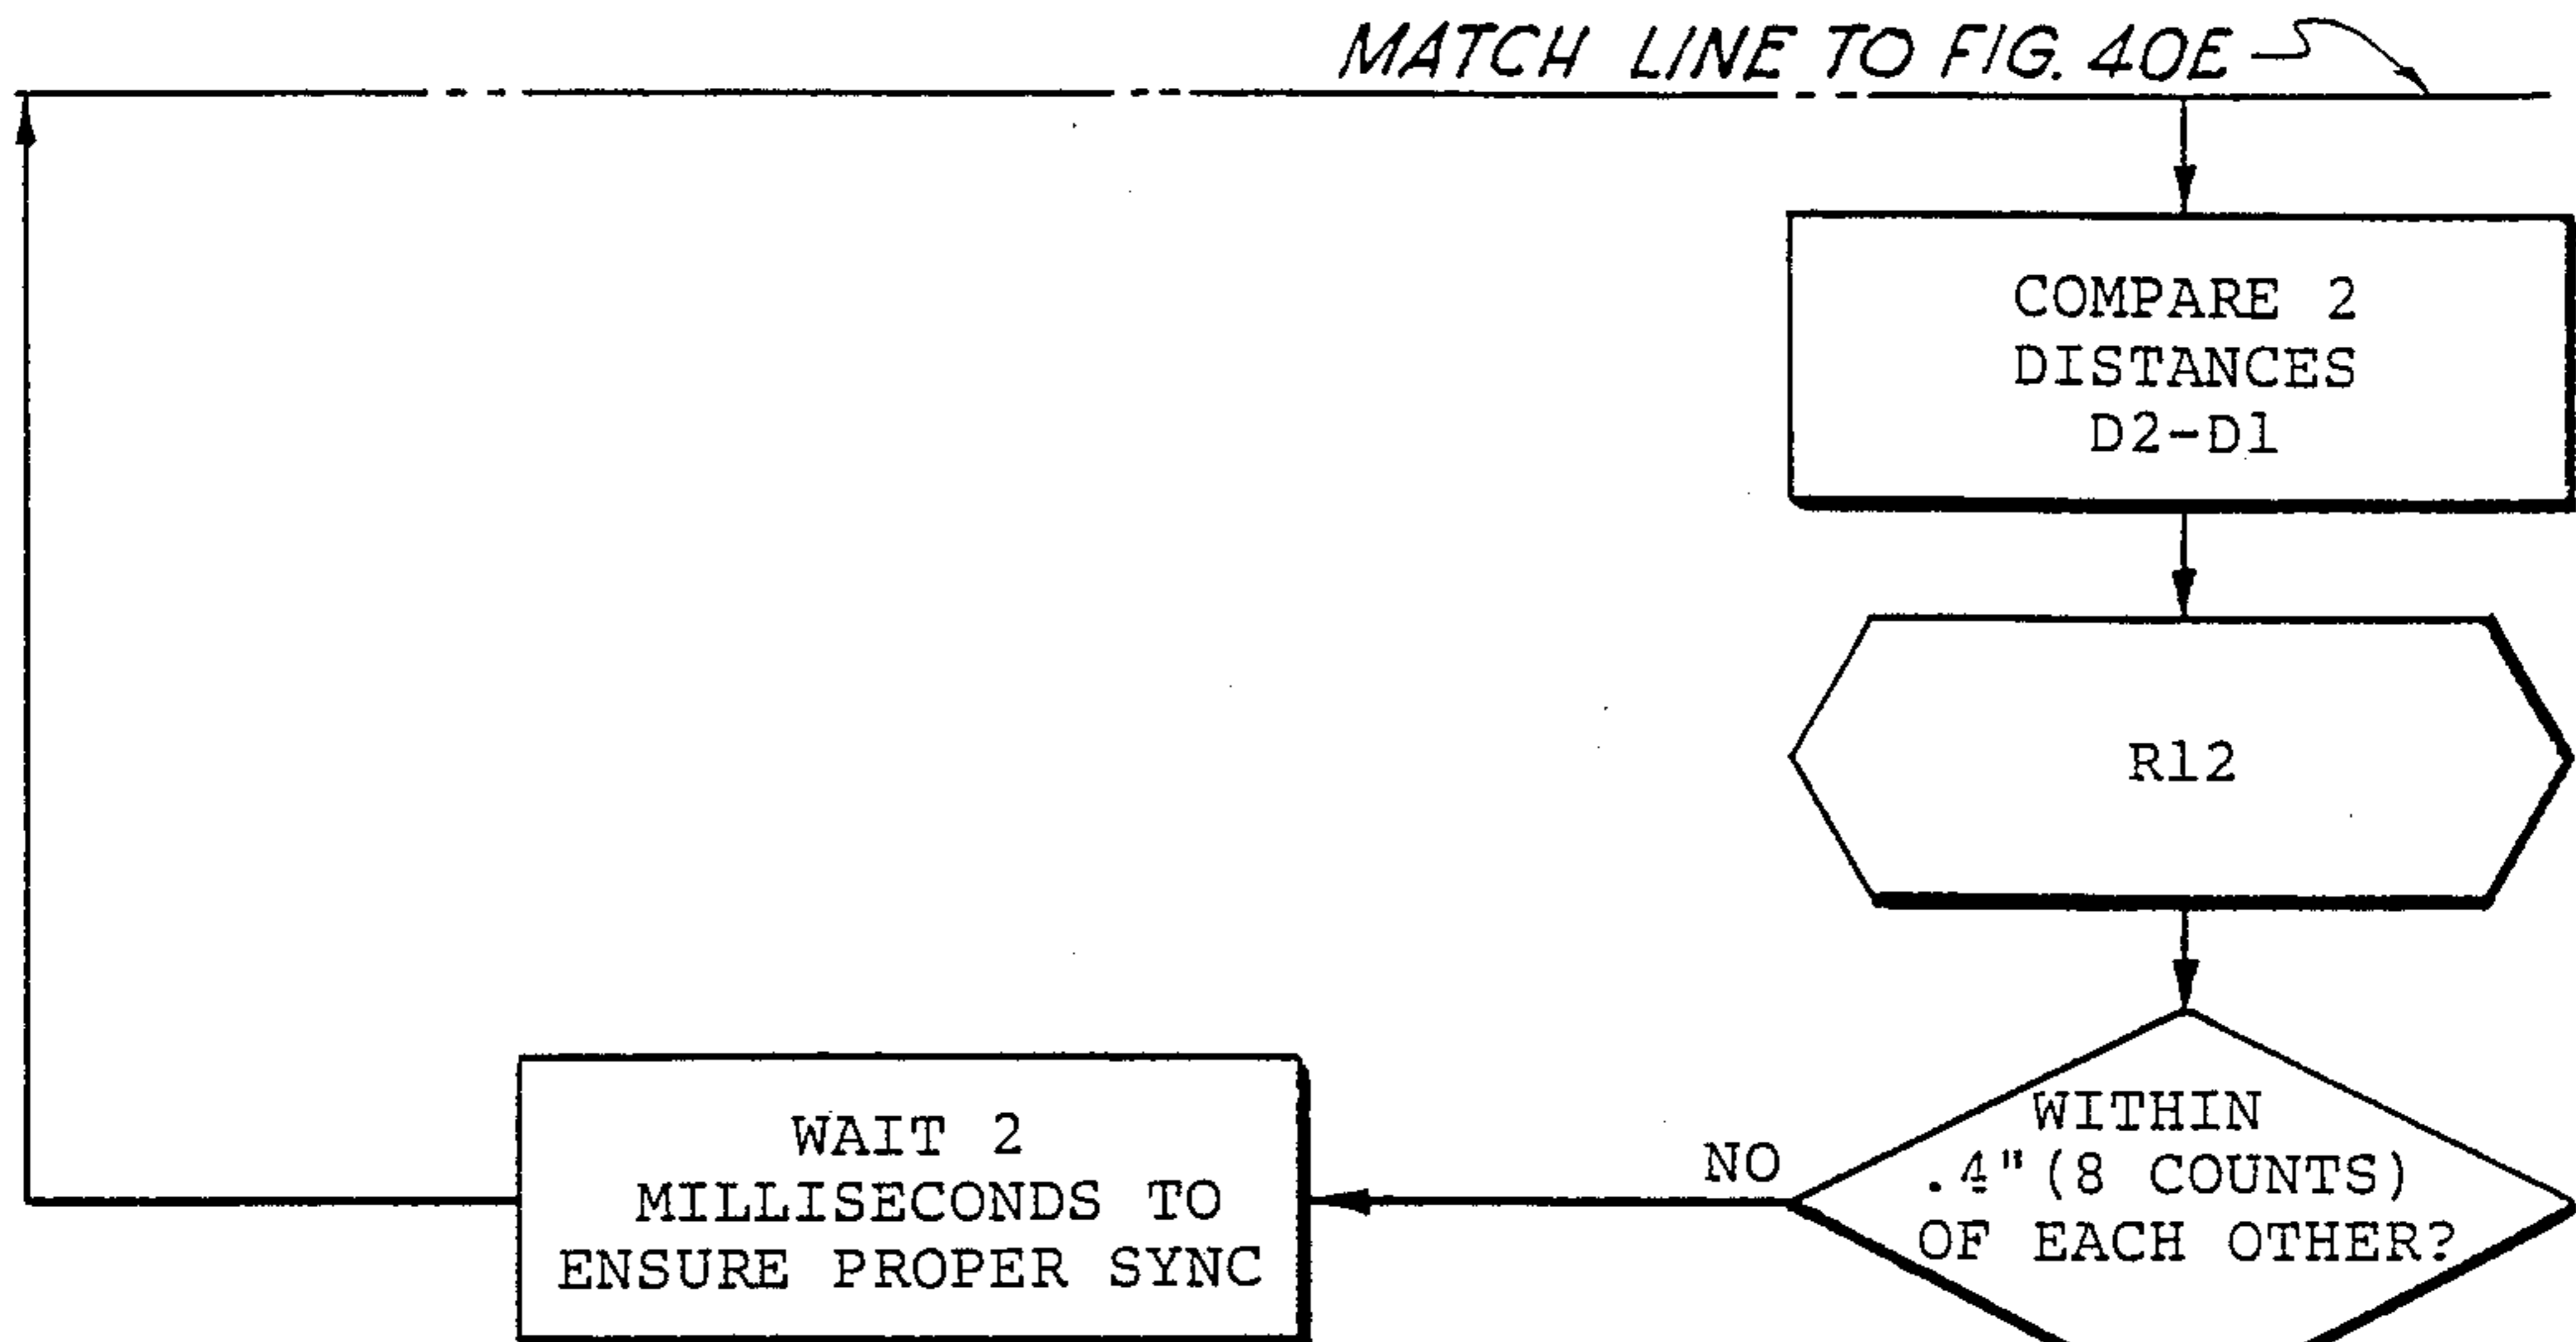 MATCH LINE TO FIG. 40E
COMPARE 2
DISTANCES
D2-D1
R12
WITHIN
.4"(8 COUNTS)
OF EACH OTHER?
NO
WAIT 2
MILLISECONDS TO
ENSURE PROPER SYNC